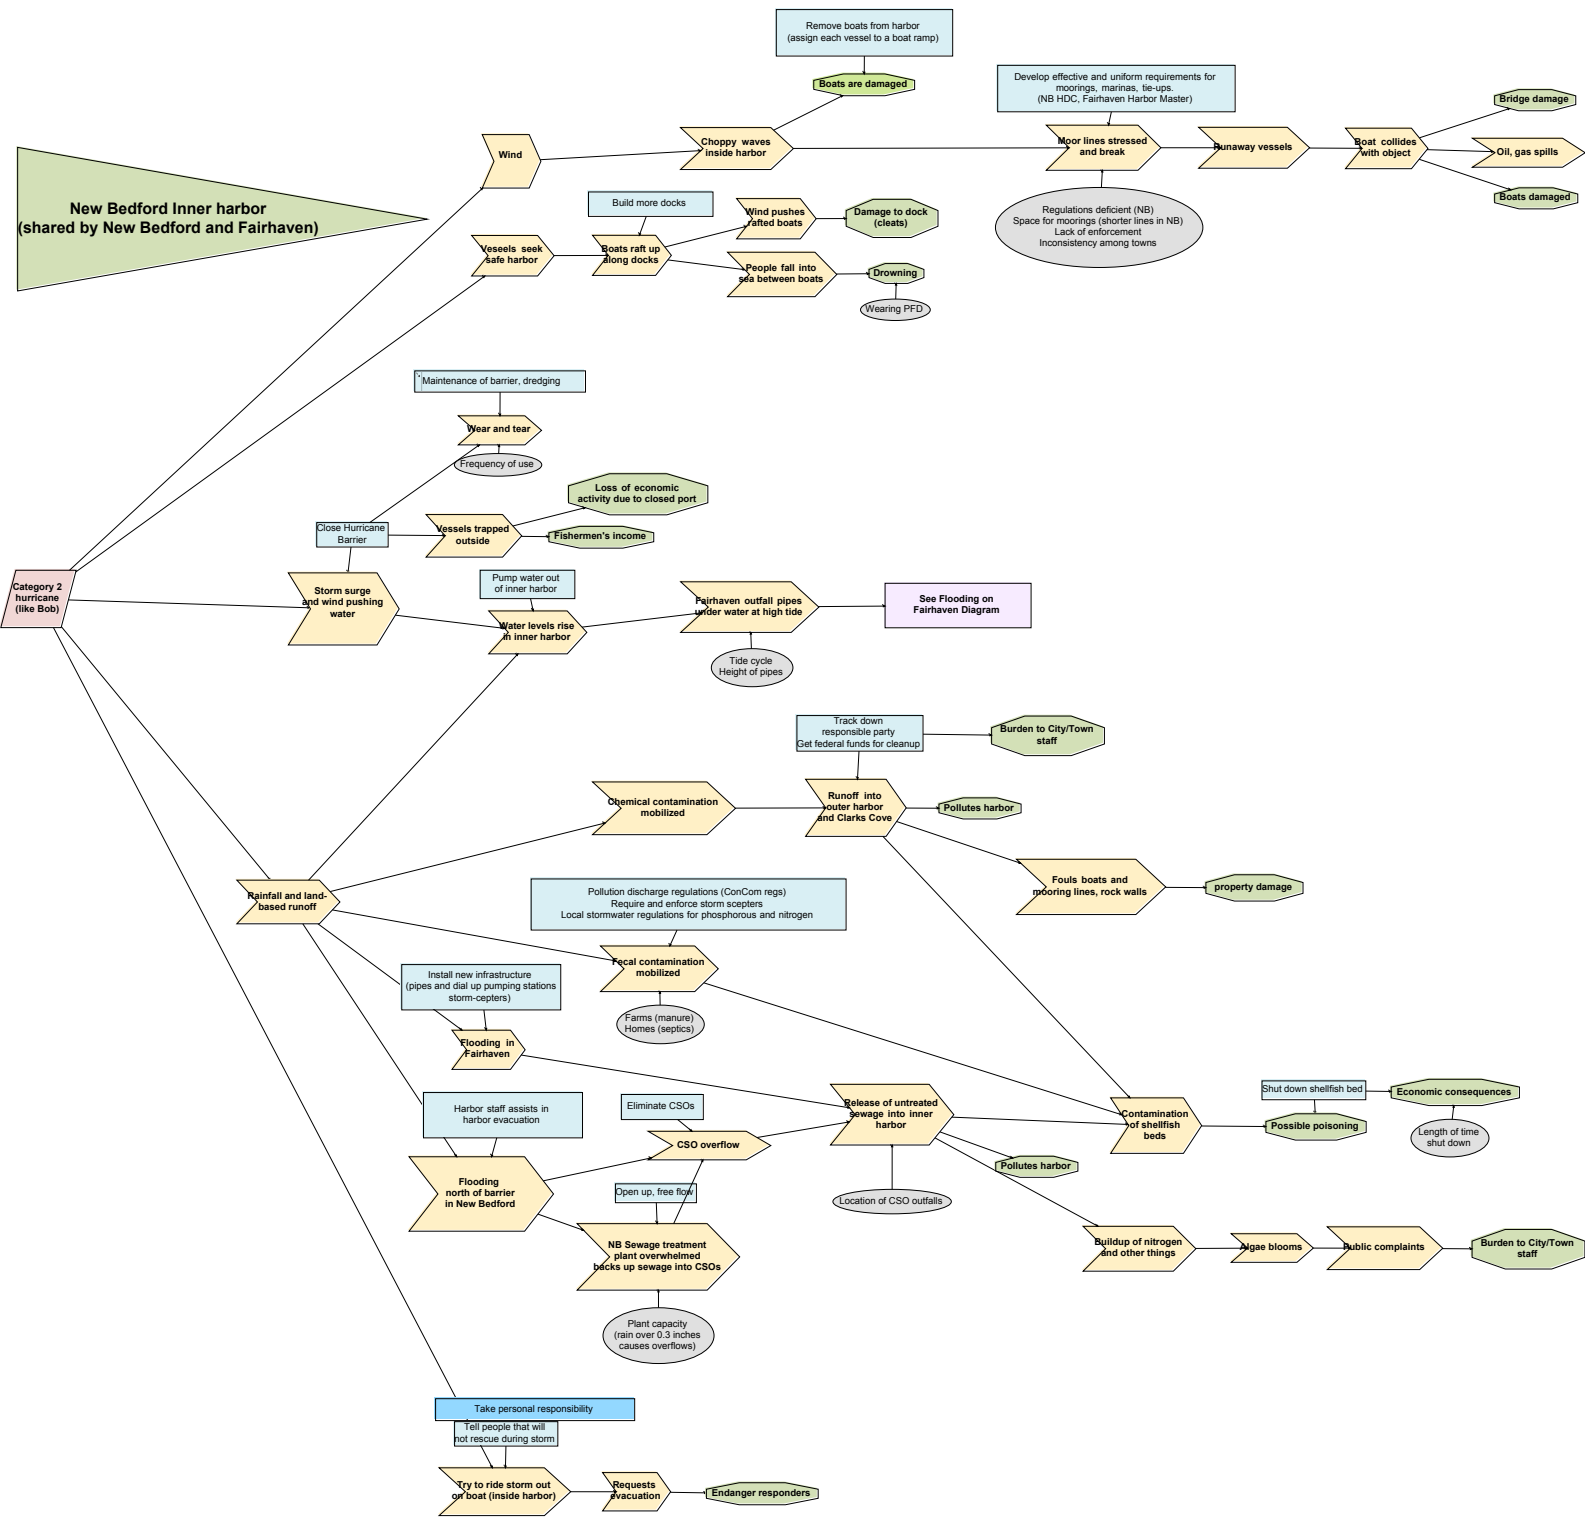 Remove boats from harbor
(assign each vessel to a boat ramp)
Boats are damaged
Develop effective and uniform requirements for
moorings, marinas, tie-ups.
(NB HDC, Fairhaven Harbor Master)
Bridge damage
Wind
Choppy waves
inside harbor
Moor lines stressed
and break
Runaway vessels
Boat collides
with object
Oil, gas spills
Boats damaged
New Bedford Inner harbor
(shared by New Bedford and Fairhaven)
Build more docks
Wind pushes
rafted boats
Damage to dock
(cleats)
Regulations deficient (NB)
Space for moorings (shorter lines in NB)
Lack of enforcement
Inconsistency among towns
Veseels seek
safe harbor
Boats raft up
along docks
People fall into
sea between boats
Drowning
Wearing PFD
Maintenance of barrier, dredging
Wear and tear
Frequency of use
Loss of economic
activity due to closed port
Close Hurricane
Barrier
Vessels trapped
outside
Fishermen's income
Category 2
hurricane
(like Bob)
Storm surge
and wind pushing
water
Pump water out
of inner harbor
Water levels rise
in inner harbor
Fairhaven outfall pipes
under water at high tide
See Flooding on
Fairhaven Diagram
Tide cycle
Height of pipes
Track down
responsible party
Get federal funds for cleanup
Burden to City/Town
staff
Chemical contamination
mobilized
Runoff into
outer harbor
and Clarks Cove
Pollutes harbor
Fouls boats and
mooring lines, rock walls
property damage
Rainfall and land-
based runoff
Pollution discharge regulations (ConCom regs)
Require and enforce storm scepters
Local stormwater regulations for phosphorous and nitrogen
Fecal contamination
mobilized
Farms (manure)
Homes (septics)
Install new infrastructure
(pipes and dial up pumping stations
storm-cepters)
Flooding in
Fairhaven
Harbor staff assists in
harbor evacuation
Eliminate CSOs
CSO overflow
Release of untreated
sewage into inner
harbor
Contamination
of shellfish
beds
Shut down shellfish bed
Economic consequences
Possible poisoning
Length of time
shut down
Pollutes harbor
Location of CSO outfalls
Flooding
north of barrier
in New Bedford
Open up, free flow
NB Sewage treatment
plant overwhelmed
backs up sewage into CSOs
Buildup of nitrogen
and other things
Algae blooms
Public complaints
Burden to City/Town
staff
Plant capacity
(rain over 0.3 inches
causes overflows)
Take personal responsibility
Tell people that will
not rescue during storm
Try to ride storm out
on boat (inside harbor)
Requests
evacuation
Endanger responders